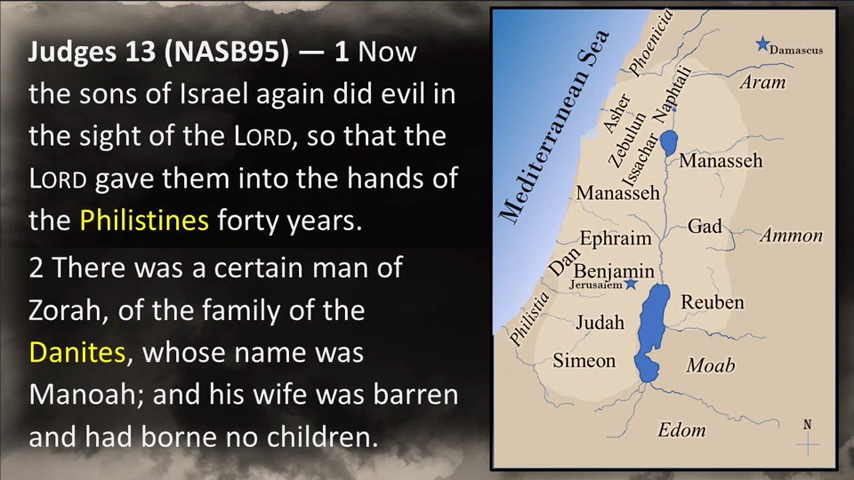 Judges 13 (NASB95) — 1 Now
the sons of Israel again did evil in
the sight of the LORD, so that the
LORD gave them into the hands of
the Philistines forty years.
2 There was a certain man of
Zorah, of the family of the
Danites, whose name was
Manoah; and his wife was barren
and had borne no children.
Mediterranean Sea
Phoenicia
Damascus
Aram
Asher
Naphtali
Zebulun
Issachar
Manasseh
Manasseh
Gad
Ephraim
Ammon
Dan
Benjamin
Jerusalem
Philistia
Reuben
Judah
Simeon
Moab
Edom
N